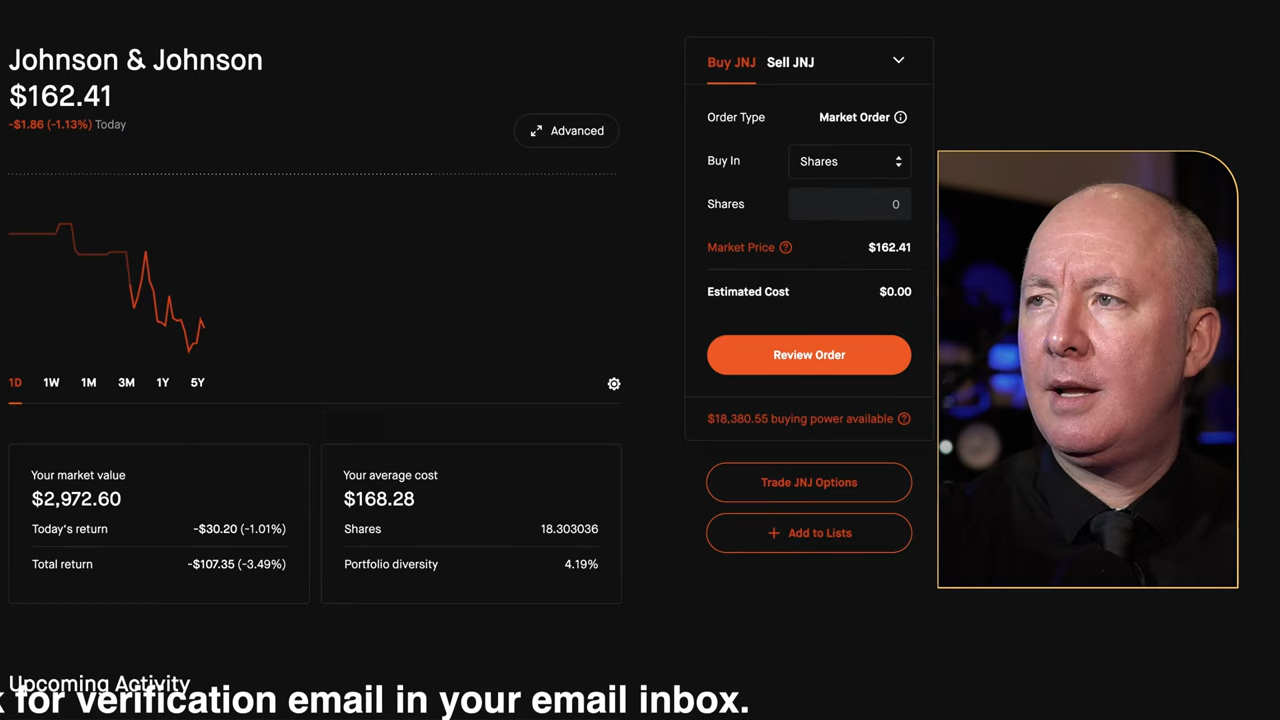 Johnson & Johnson
$162.41
-$1.86 (-1.13%) Today
Advanced
1D 1W 1M 3M 1Y 5Y
Your market value
$2,972.60
Today's return -$30.20 (-1.01%)
Total return -$107.35 (-3.49%)
Your average cost
$168.28
Shares 18.303036
Portfolio diversity 4.19%
Buy JNJ Sell JNJ
Order Type Market Order
Buy In Shares
Shares 0
Market Price $162.41
Estimated Cost $0.00
Review Order
$18,380.55 buying power available
Trade JNJ Options
+ Add to Lists
Upcoming Activity
for verification email in your email inbox.